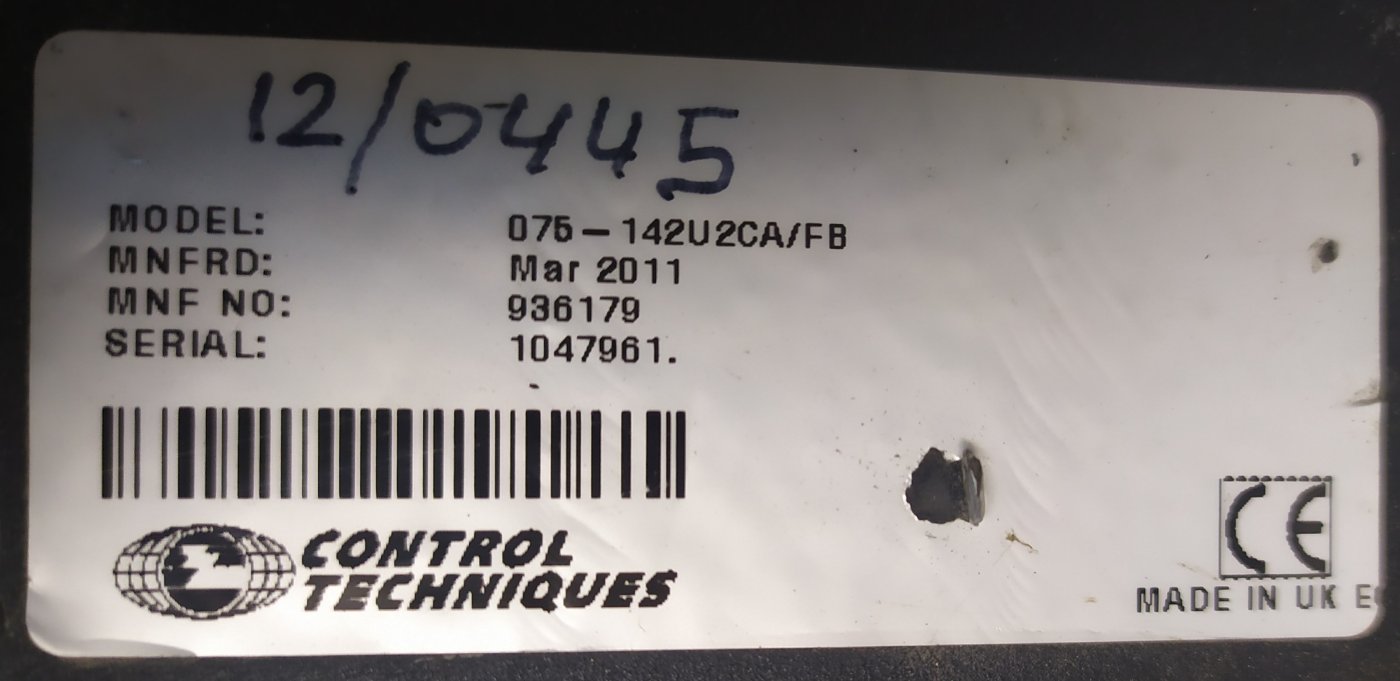 12/0445
MODEL: 075-142U2CA/FB
MNFRD: Mar 2011
MNF NO: 936179
SERIAL: 1047961.
CONTROL
TECHNIQUES
CE
MADE IN UK